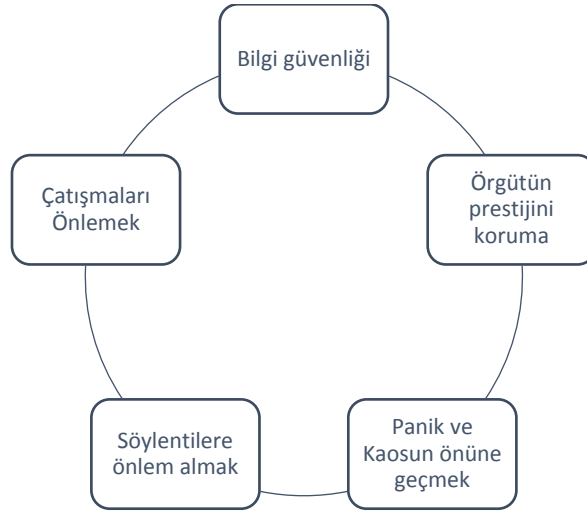 Bilgi güvenliği
Örgütün
prestijini
koruma
Panik ve
Kaosun önüne
geçmek
Söylentilere
önlem almak
Çatışmaları
Önlemek